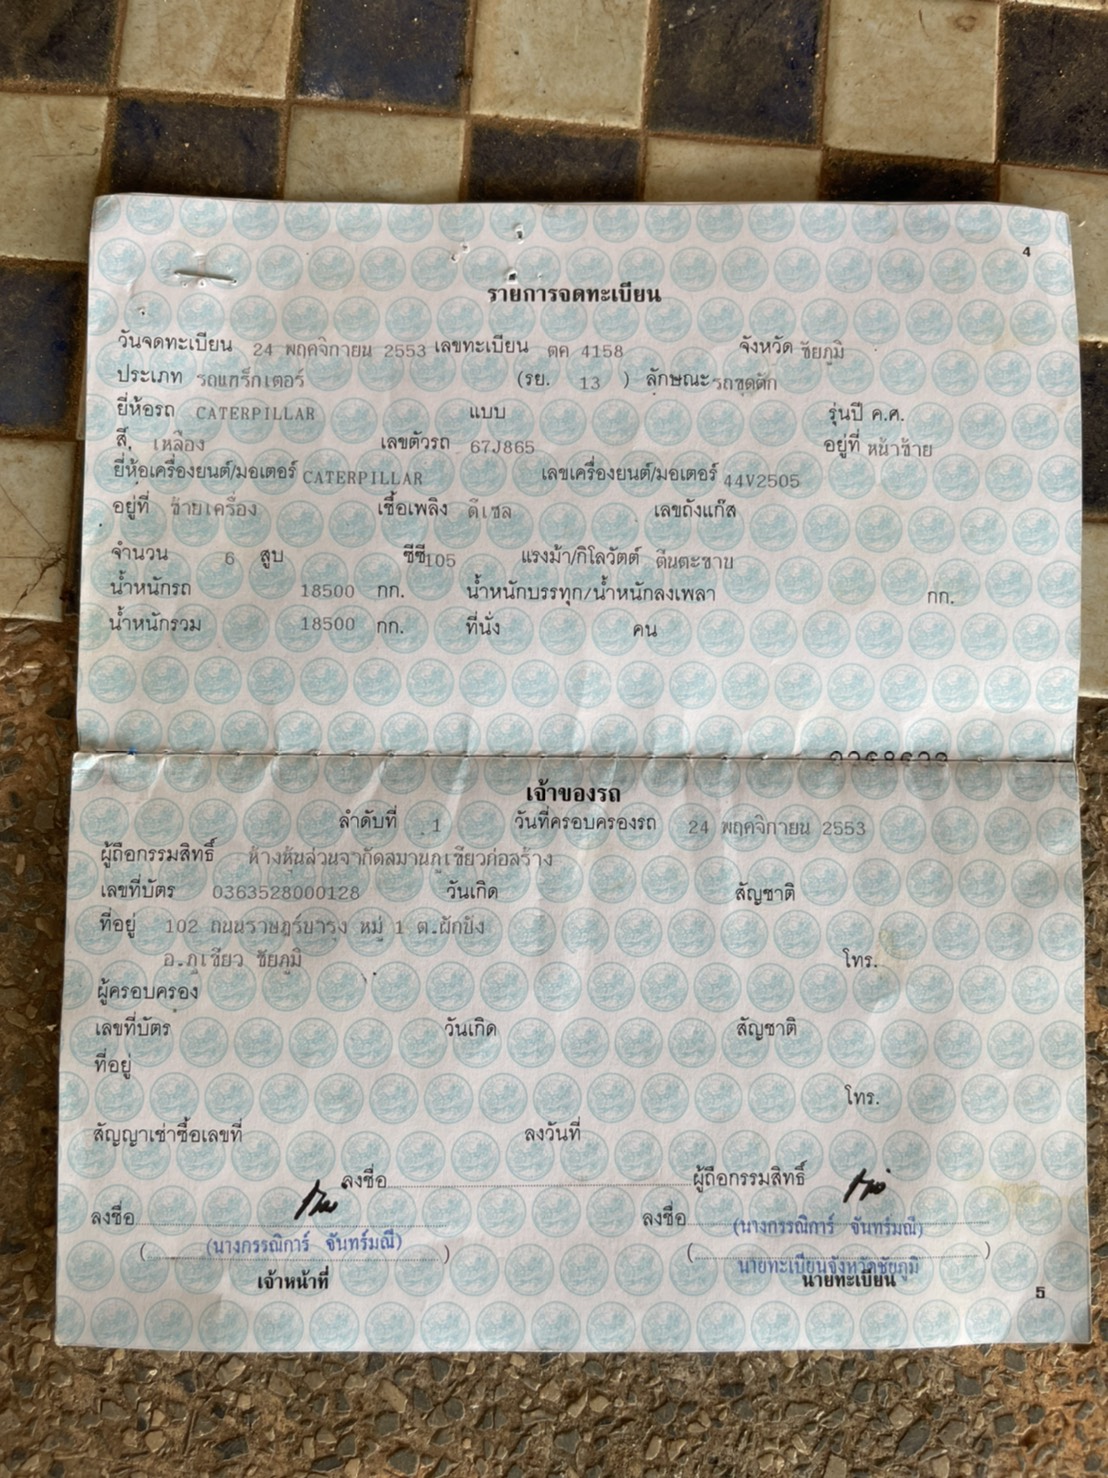 4
รายการจดทะเบียน
วันจดทะเบียน 24 พฤศจิกายน 2553 เลขทะเบียน ตค 4158 จังหวัด ชัยภูมิ
ประเภท รถแทร็กเตอร์ (รย. 13 ) ลักษณะ รถขุดตัก
ยี่ห้อรถ CATERPILLAR แบบ รุ่นปี ค.ศ.
สี. เหลือง เลขตัวรถ 67J865 อยู่ที่ หน้าซ้าย
ยี่ห้อเครื่องยนต์/มอเตอร์ CATERPILLAR เลขเครื่องยนต์/มอเตอร์ 44V2505
อยู่ที่ ซ้ายเครื่อง เชื้อเพลิง ดีเซล เลขถังแก๊ส
จำนวน 6 สูบ ซีซี 105 แรงม้า/กิโลวัตต์ ตีนตะขาบ
น้ำหนักรถ 18500 กก. น้ำหนักบรรทุก/น้ำหนักลงเพลา กก.
น้ำหนักรวม 18500 กก. ที่นั่ง คน
เจ้าของรถ
ลำดับที่ 1 วันที่ครอบครองรถ 24 พฤศจิกายน 2553
ผู้ถือกรรมสิทธิ์ ห้างหุ้นส่วนจำกัดสมานภูเขียวก่อสร้าง
เลขที่บัตร 0363528000128 วันเกิด สัญชาติ
ที่อยู่ 102 ถนนราษฎร์บำรุง หมู่ 1 ต.ผักปัง
อ.ภูเขียว ชัยภูมิ โทร.
ผู้ครอบครอง
เลขที่บัตร วันเกิด สัญชาติ
ที่อยู่
โทร.
สัญญาเช่าซื้อเลขที่ ลงวันที่
ลงชื่อ ผู้ถือกรรมสิทธิ์
ลงชื่อ ลงชื่อ
(นางกรรณิการ์ จันทร์มณี) (นางกรรณิการ์ จันทร์มณี)
นายทะเบียนจังหวัดชัยภูมิ
เจ้าหน้าที่ นายทะเบียน
5